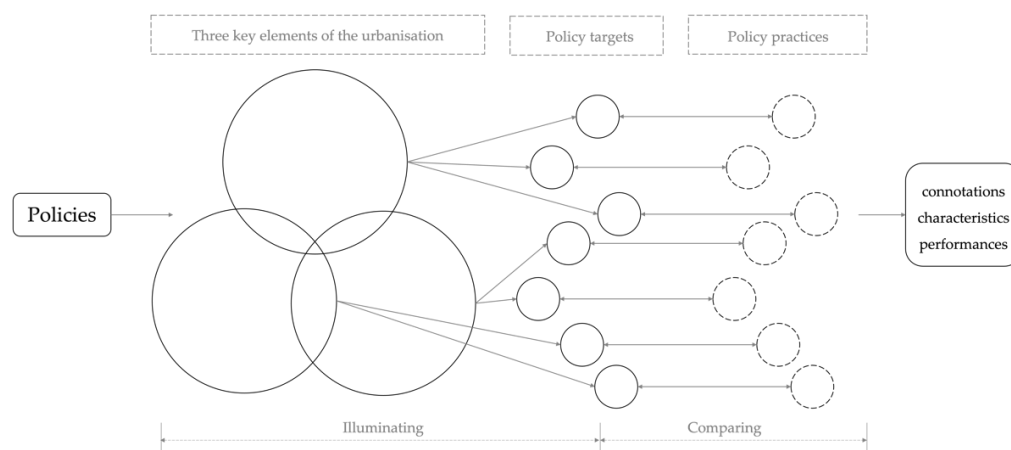 Three key elements of the urbanisation
Policy targets
Policy practices
Policies
connotations
characteristics
performances
Illuminating
Comparing